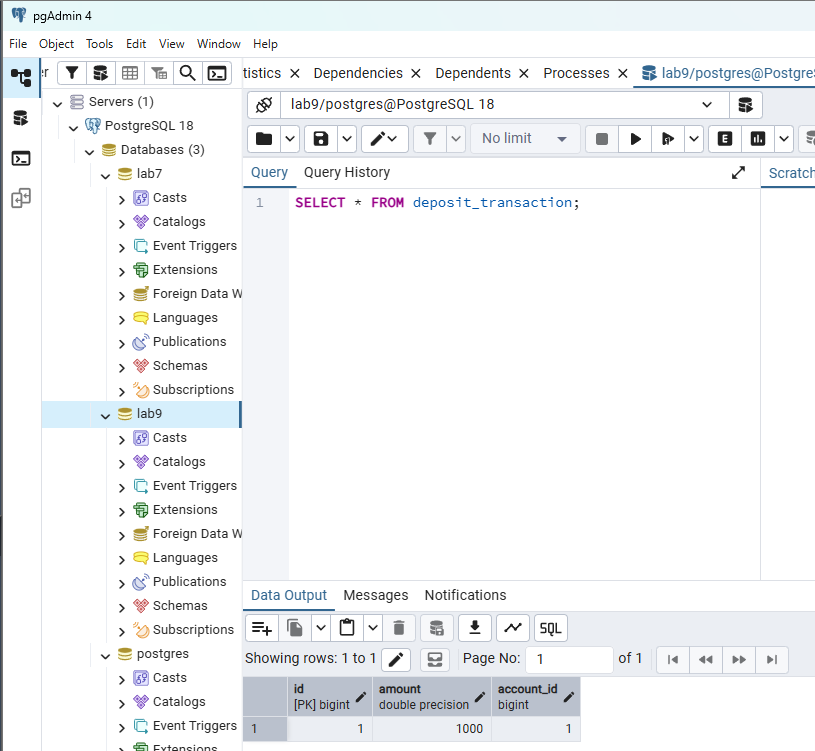 pgAdmin 4
File Object Tools Edit View Window Help
er
tistics Dependencies Dependents Processes lab9/postgres@PostgreS
Servers (1)
PostgreSQL 18
Databases (3)
lab7
Casts
Catalogs
Event Triggers
Extensions
Foreign Data W
Languages
Publications
Schemas
Subscriptions
lab9
Casts
Catalogs
Event Triggers
Extensions
Foreign Data W
Languages
Publications
Schemas
Subscriptions
postgres
Casts
Catalogs
Event Triggers
Extensions
lab9/postgres@PostgreSQL 18
No limit E
Query Query History Scratch
1 SELECT * FROM deposit_transaction;
Data Output Messages Notifications
SQL
Showing rows: 1 to 1 Page No: 1 of 1
id amount account_id
[PK] bigint double precision bigint
1 1 1000 1